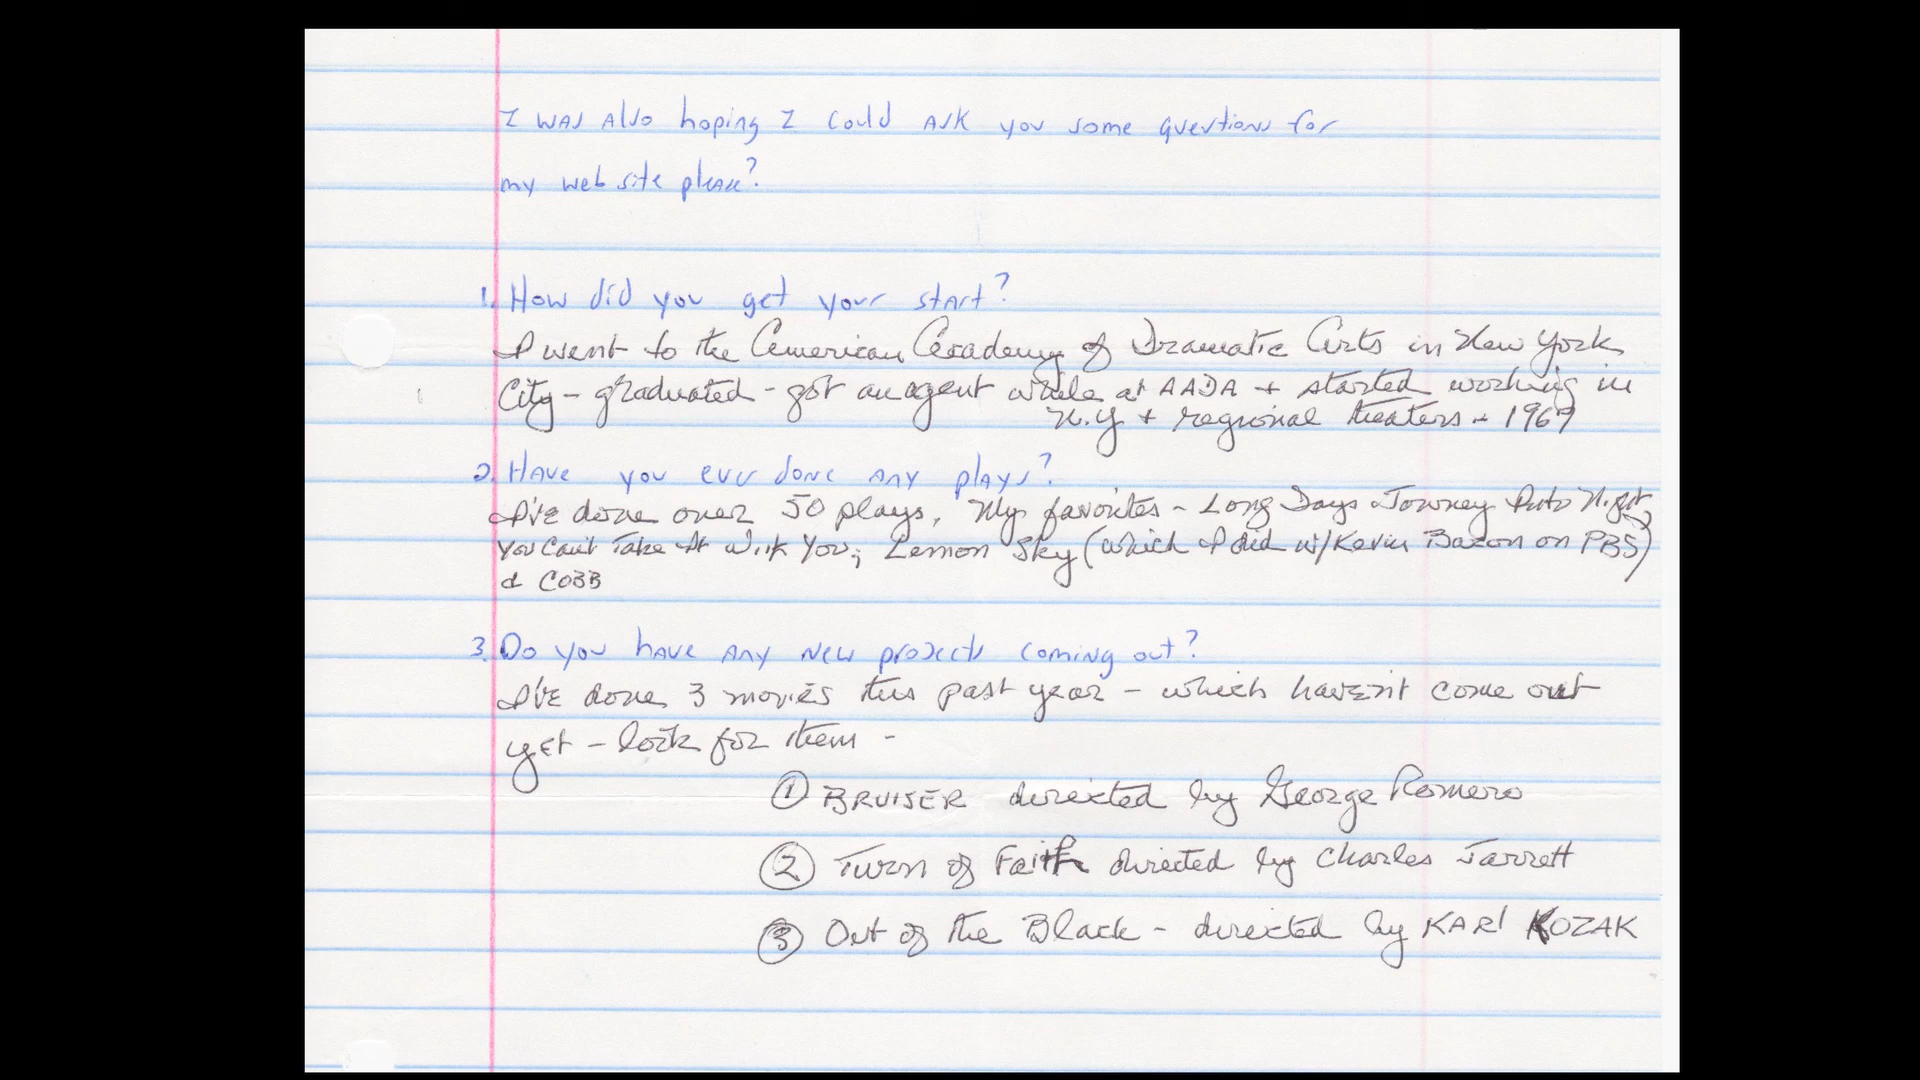 I was also hoping I could ask you some questions for
my web site please?
1. How did you get your start?
I went to the American Academy of Dramatic Arts in New York
City - graduated - got an agent while at AADA + started working in
N.Y + regional theaters - 1969
2. Have you ever done any plays?
I've done over 50 plays, My favorites - Long Days Journey Into Night,
You Can't Take It With You; Lemon Sky (which I did w/Kevin Bacon on PBS)
& COBB
3. Do you have any new projects coming out?
I've done 3 movies this past year - which haven't come out
yet - look for them -
① BRUISER directed by George Romero
② Turn of Faith directed by Charles Jarrett
③ Out of the Black - directed by KARl KOZAK